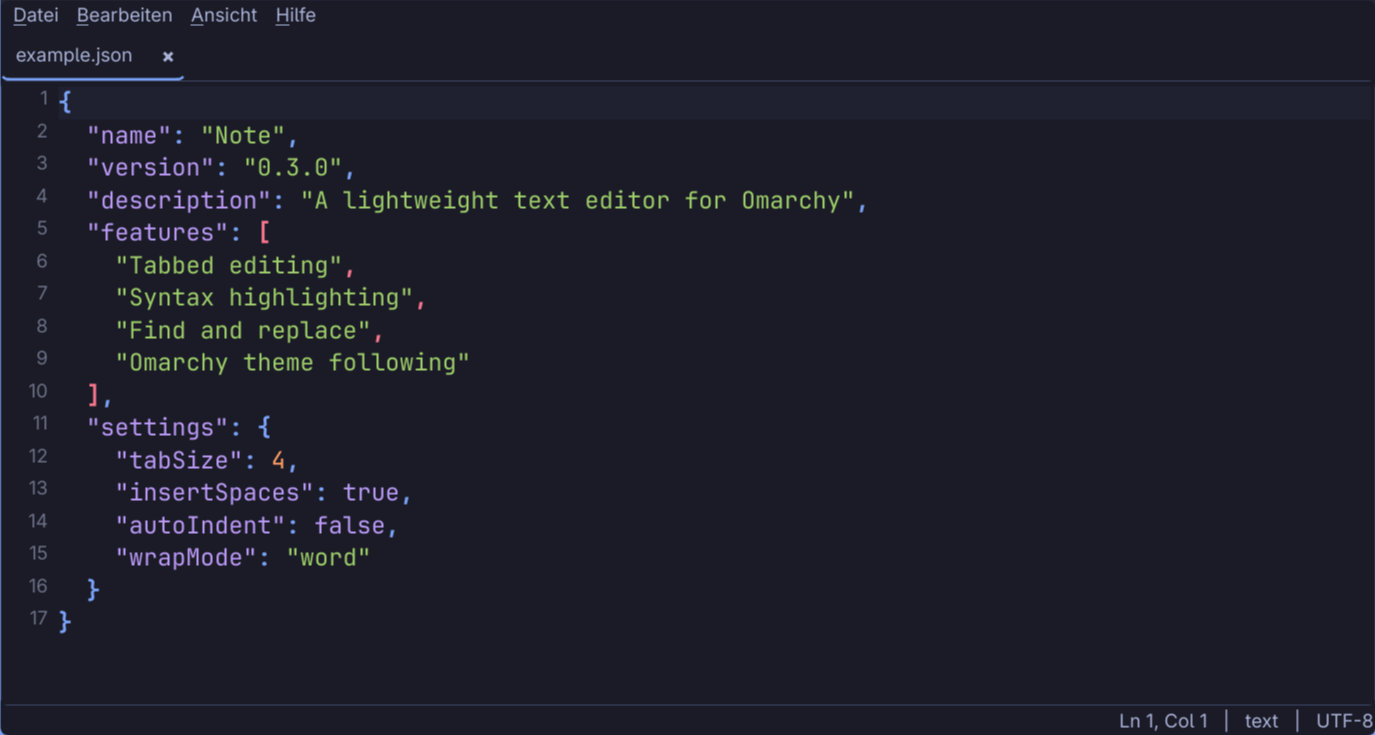 Datei Bearbeiten Ansicht Hilfe
example.json ×
1 {
2   "name": "Note",
3   "version": "0.3.0",
4   "description": "A lightweight text editor for Omarchy",
5   "features": [
6     "Tabbed editing",
7     "Syntax highlighting",
8     "Find and replace",
9     "Omarchy theme following"
10   ],
11   "settings": {
12     "tabSize": 4,
13     "insertSpaces": true,
14     "autoIndent": false,
15     "wrapMode": "word"
16   }
17 }
Ln 1, Col 1 | text | UTF-8